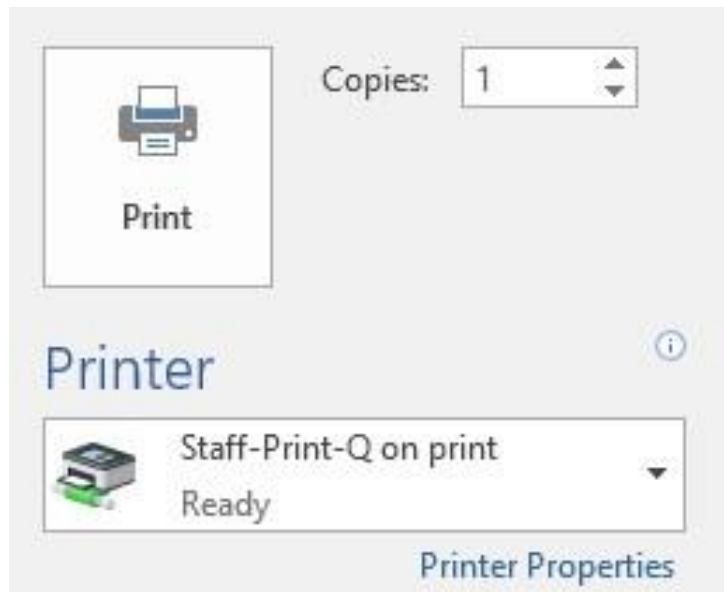 Copies: 1
Print
Printer
Staff-Print-Q on print
Ready
Printer Properties